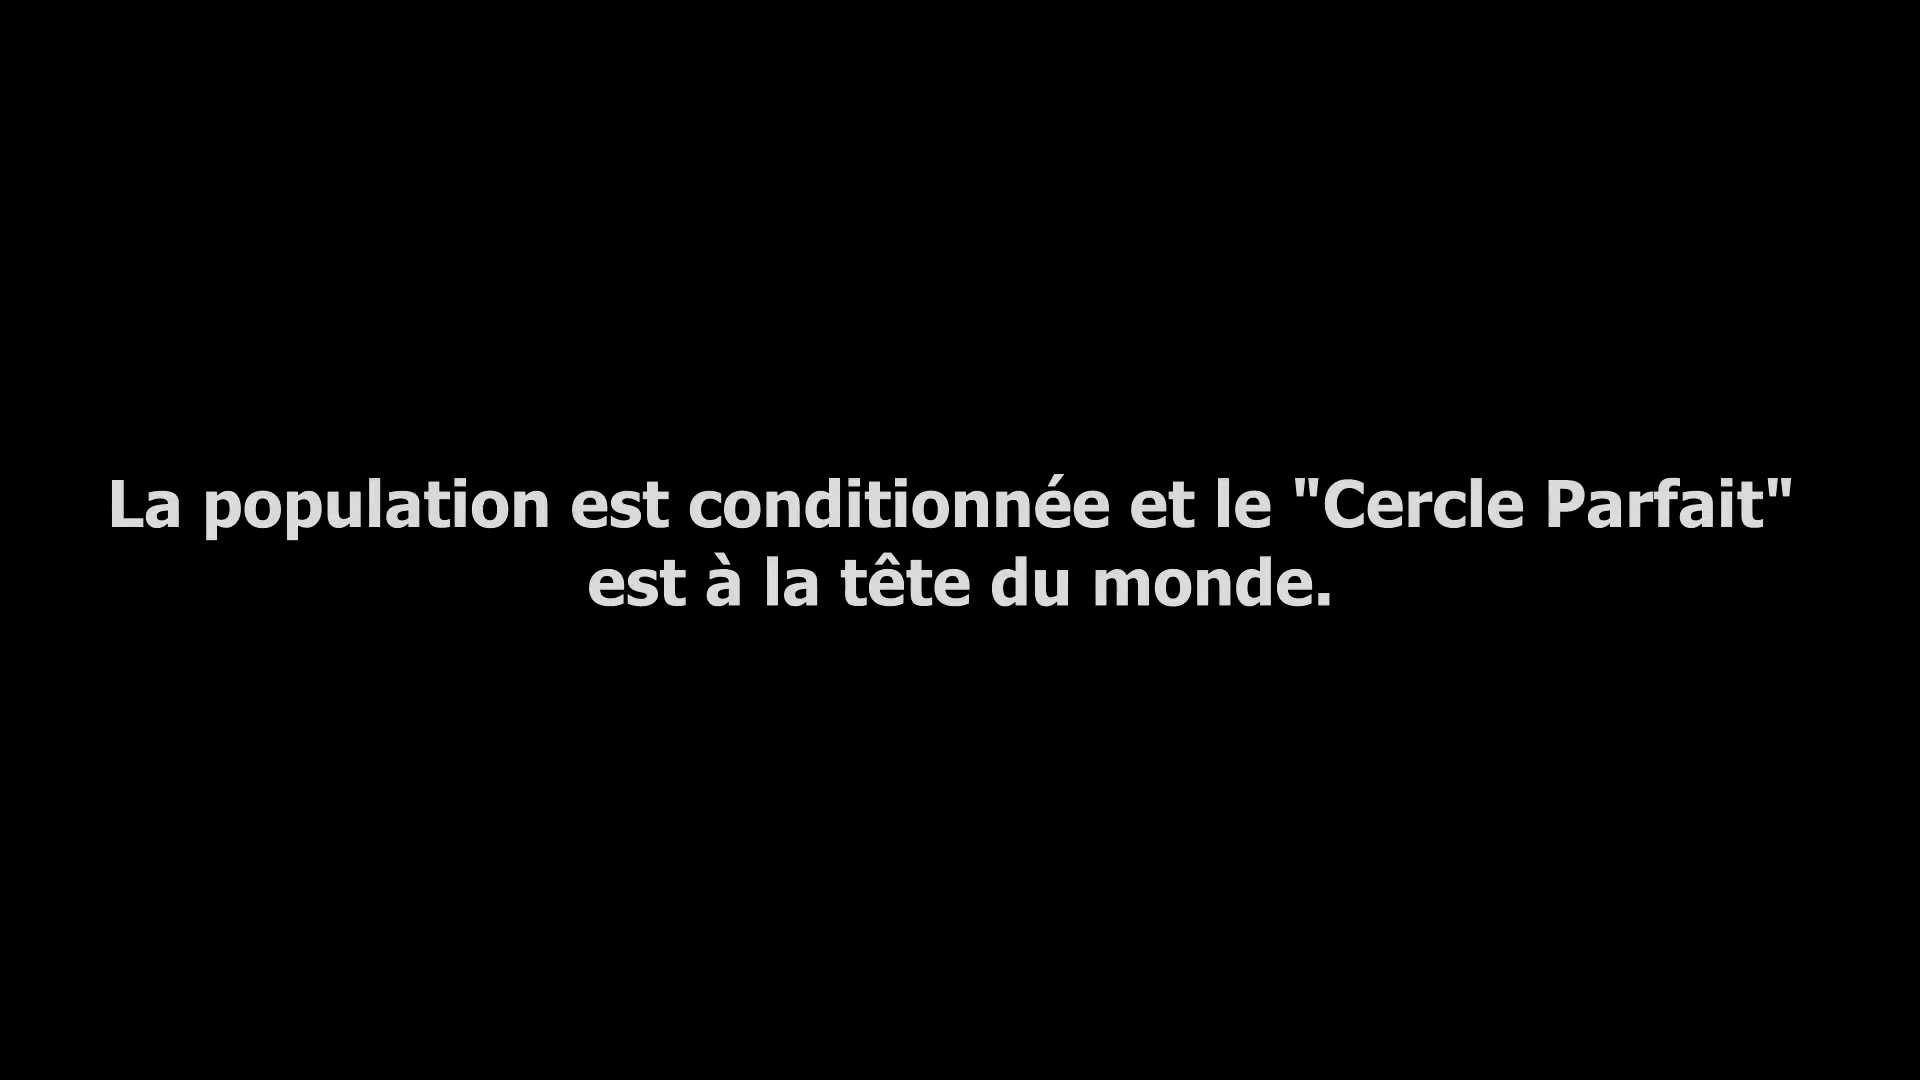 La population est conditionnée et le "Cercle Parfait"
est à la tête du monde.